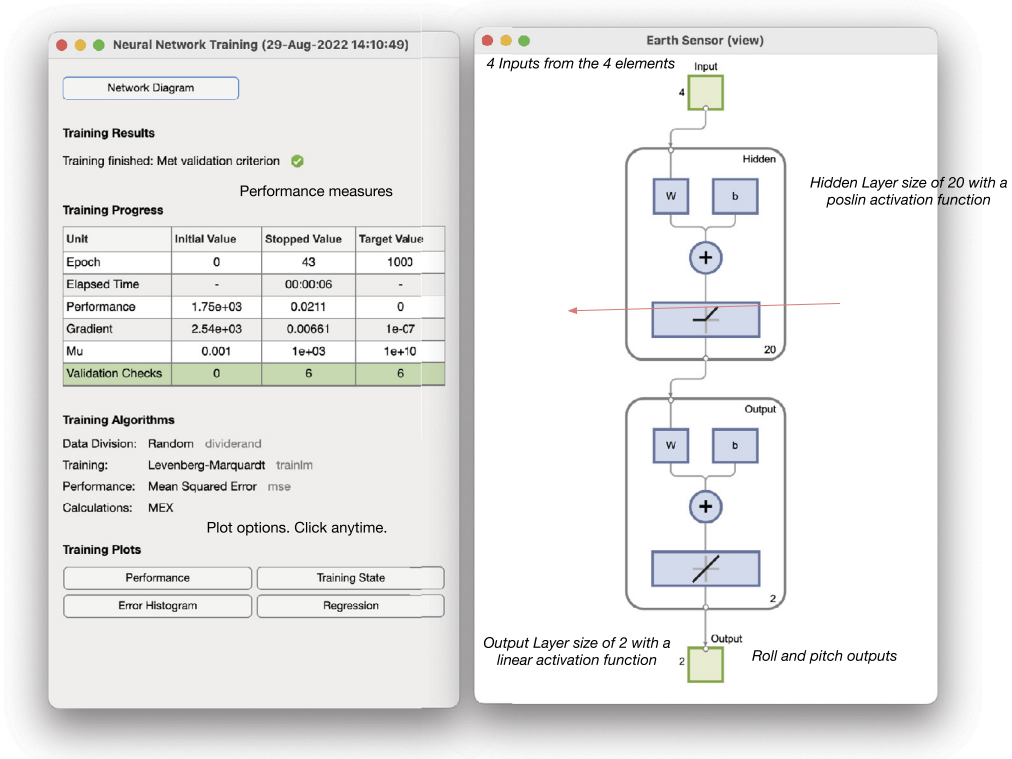 Neural Network Training (29-Aug-2022 14:10:49)
Network Diagram
Training Results
Training finished: Met validation criterion
Performance measures
Training Progress
Unit Initial Value Stopped Value Target Value
Epoch 0 43 1000
Elapsed Time - 00:00:06 -
Performance 1.75e+03 0.0211 0
Gradient 2.54e+03 0.00661 1e-07
Mu 0.001 1e+03 1e+10
Validation Checks 0 6 6
Training Algorithms
Data Division: Random dividerand
Training: Levenberg-Marquardt trainlm
Performance: Mean Squared Error mse
Calculations: MEX
Plot options. Click anytime.
Training Plots
Performance Training State
Error Histogram Regression
Earth Sensor (view)
4 Inputs from the 4 elements
Input
4
Hidden
W b
Hidden Layer size of 20 with a
poslin activation function
+
20
Output
W b
+
2
Output Layer size of 2 with a
linear activation function
Output
2
Roll and pitch outputs